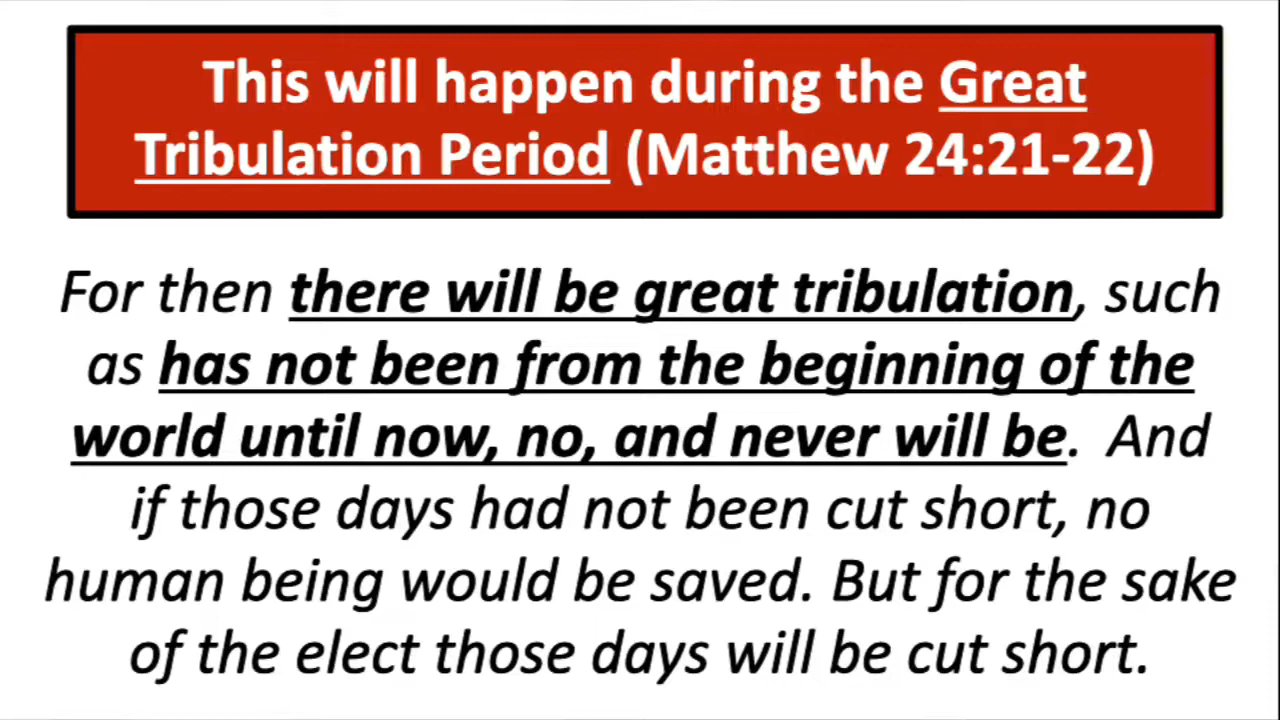 This will happen during the Great
Tribulation Period (Matthew 24:21-22)
For then there will be great tribulation, such
as has not been from the beginning of the
world until now, no, and never will be.  And
if those days had not been cut short, no
human being would be saved. But for the sake
of the elect those days will be cut short.